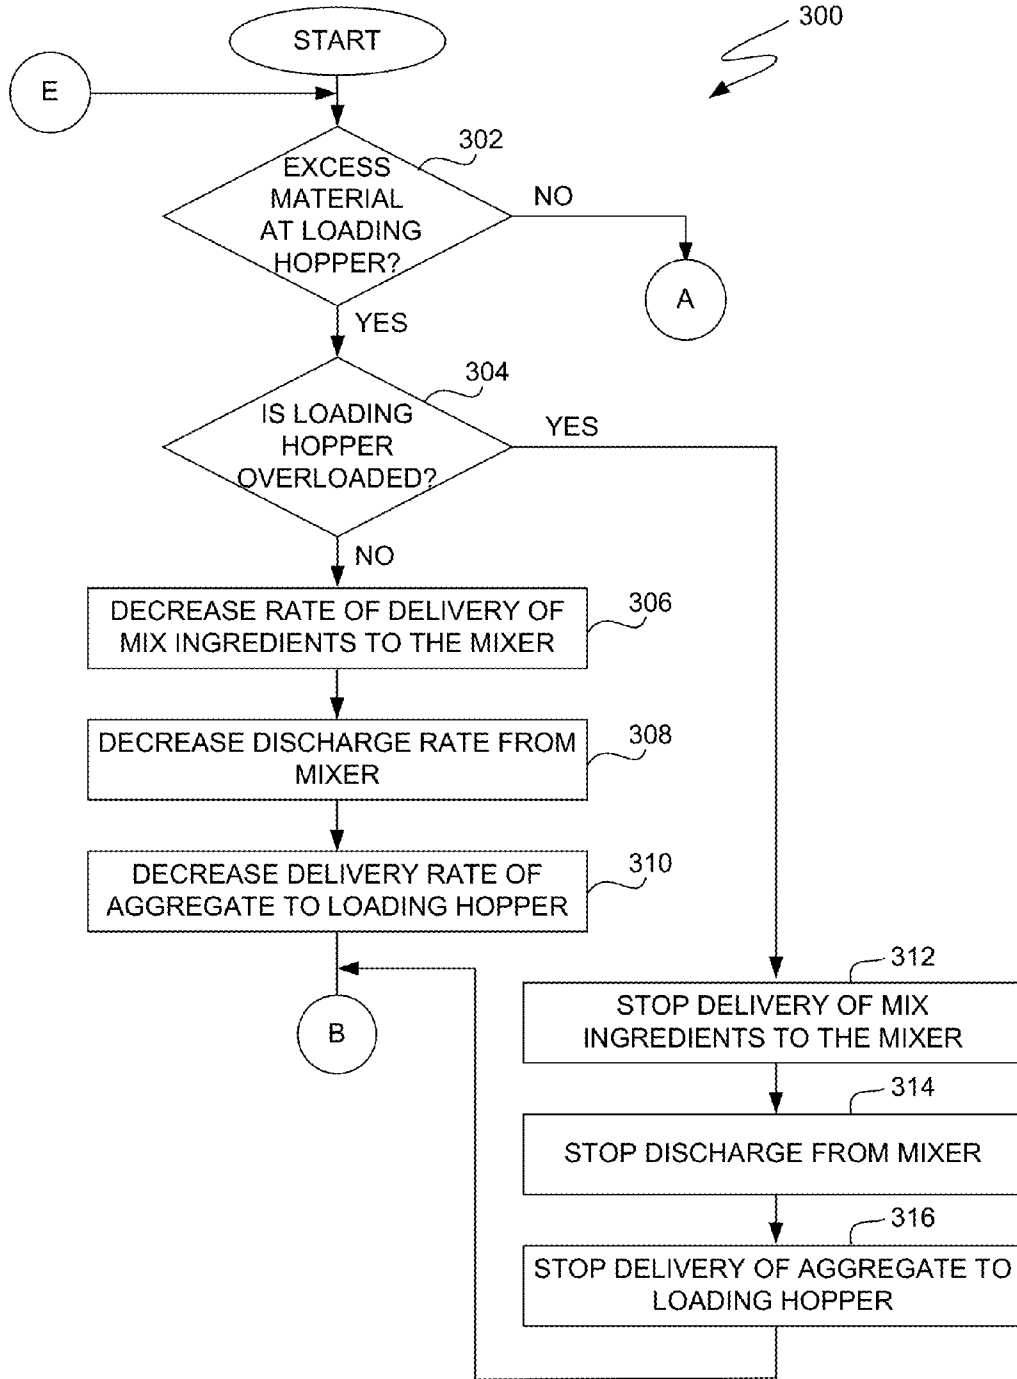 300
START
E
302
EXCESS
MATERIAL
AT LOADING
HOPPER?
NO
A
YES
304
IS LOADING
HOPPER
OVERLOADED?
YES
NO
DECREASE RATE OF DELIVERY OF
MIX INGREDIENTS TO THE MIXER
306
DECREASE DISCHARGE RATE FROM
MIXER
308
DECREASE DELIVERY RATE OF
AGGREGATE TO LOADING HOPPER
310
B
312
STOP DELIVERY OF MIX
INGREDIENTS TO THE MIXER
314
STOP DISCHARGE FROM MIXER
316
STOP DELIVERY OF AGGREGATE TO
LOADING HOPPER